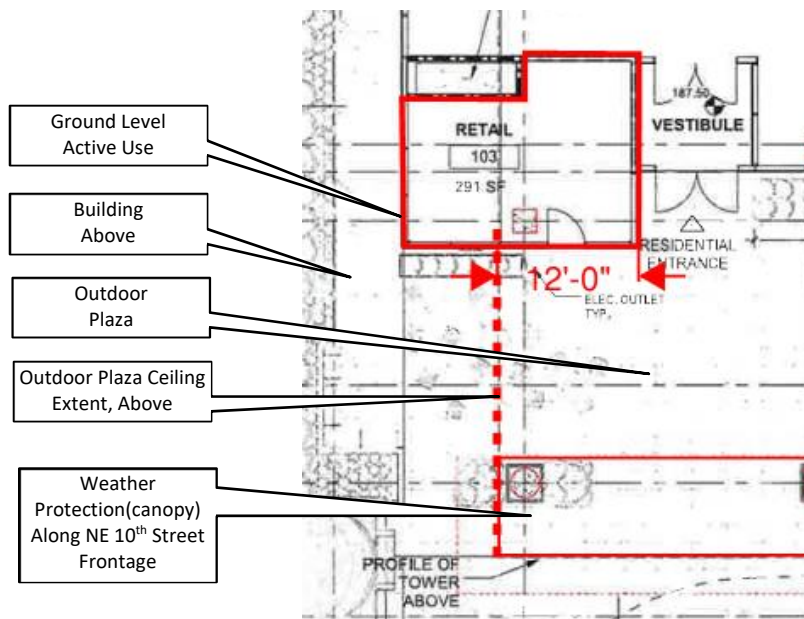 Ground Level
Active Use
Building
Above
Outdoor
Plaza
Outdoor Plaza Ceiling
Extent, Above
Weather
Protection(canopy)
Along NE 10th Street
Frontage
187.50
VESTIBULE
RETAIL
103
291 SF
RESIDENTIAL
ENTRANCE
12'-0"
ELEC. OUTLET
TYP.
PROFILE OF
TOWER
ABOVE